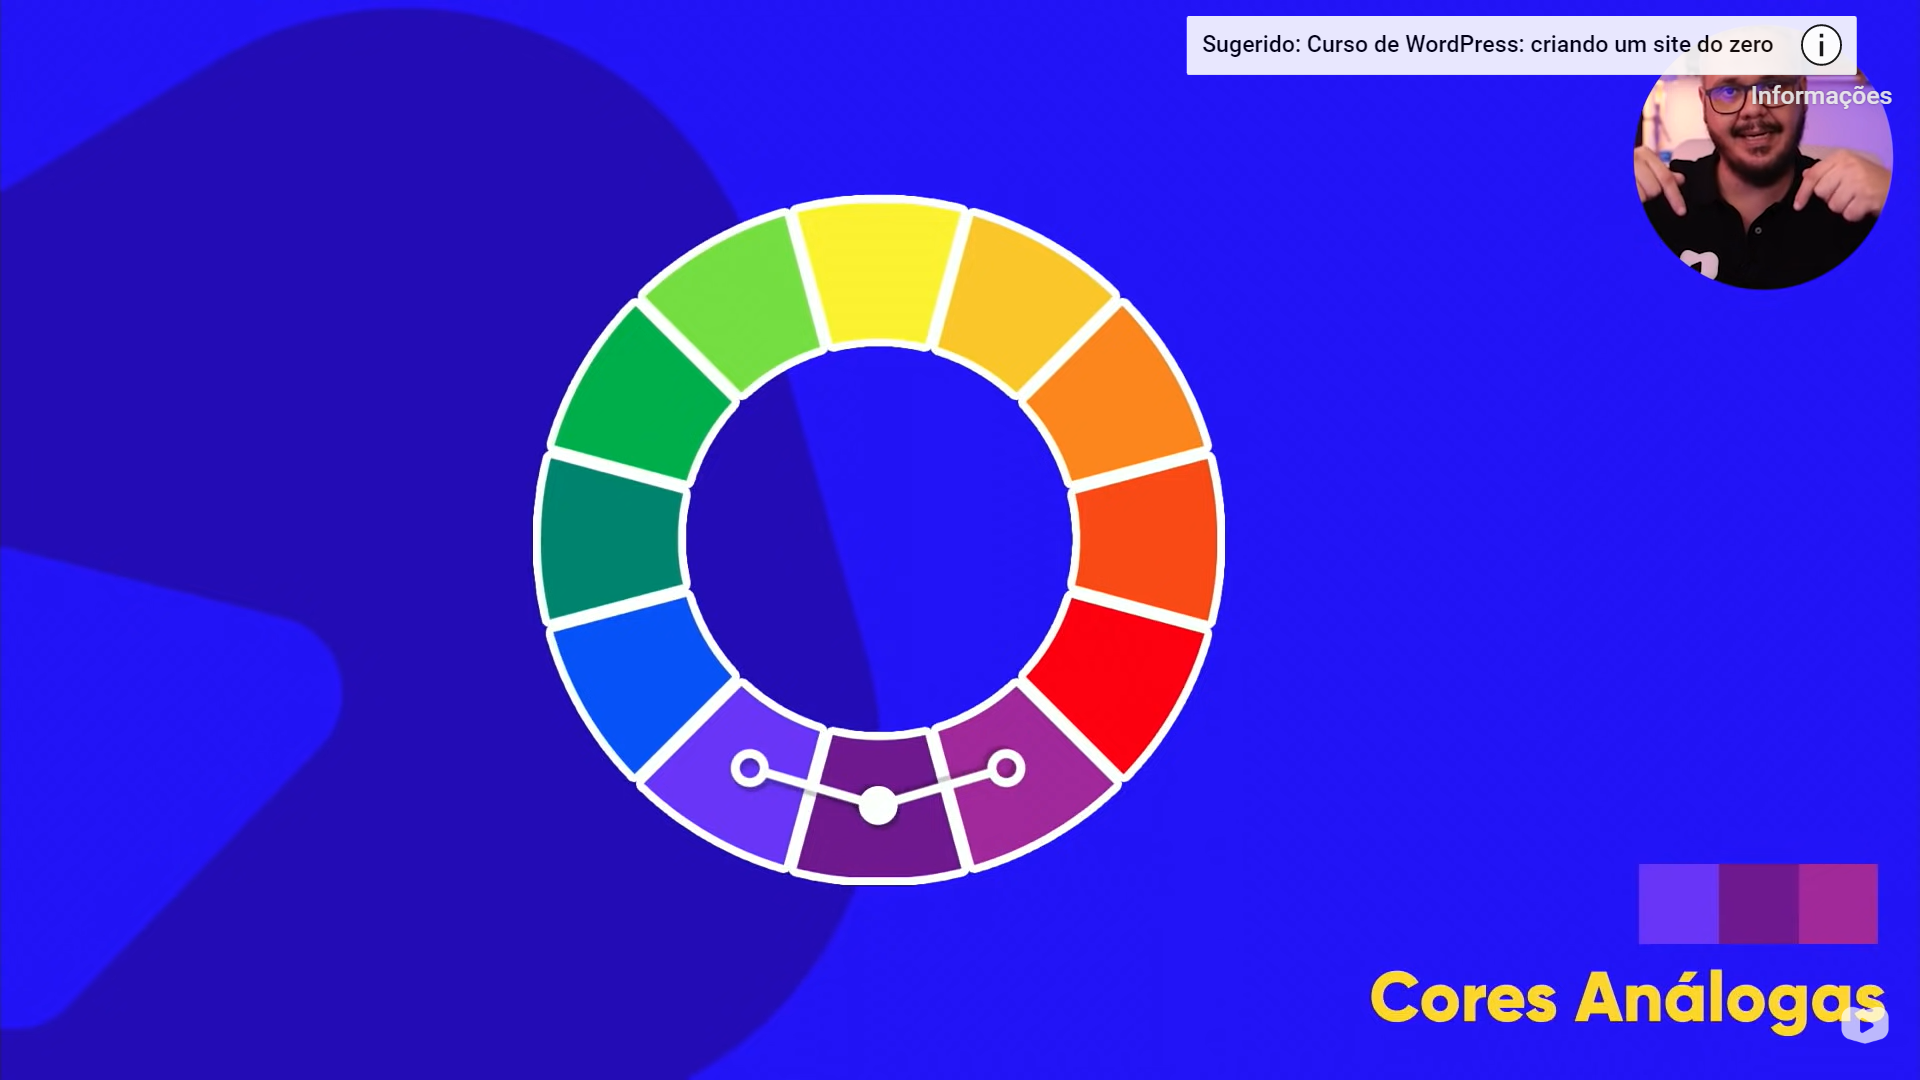 Sugerido: Curso de WordPress: criando um site do zero
Informações
Cores Análogas